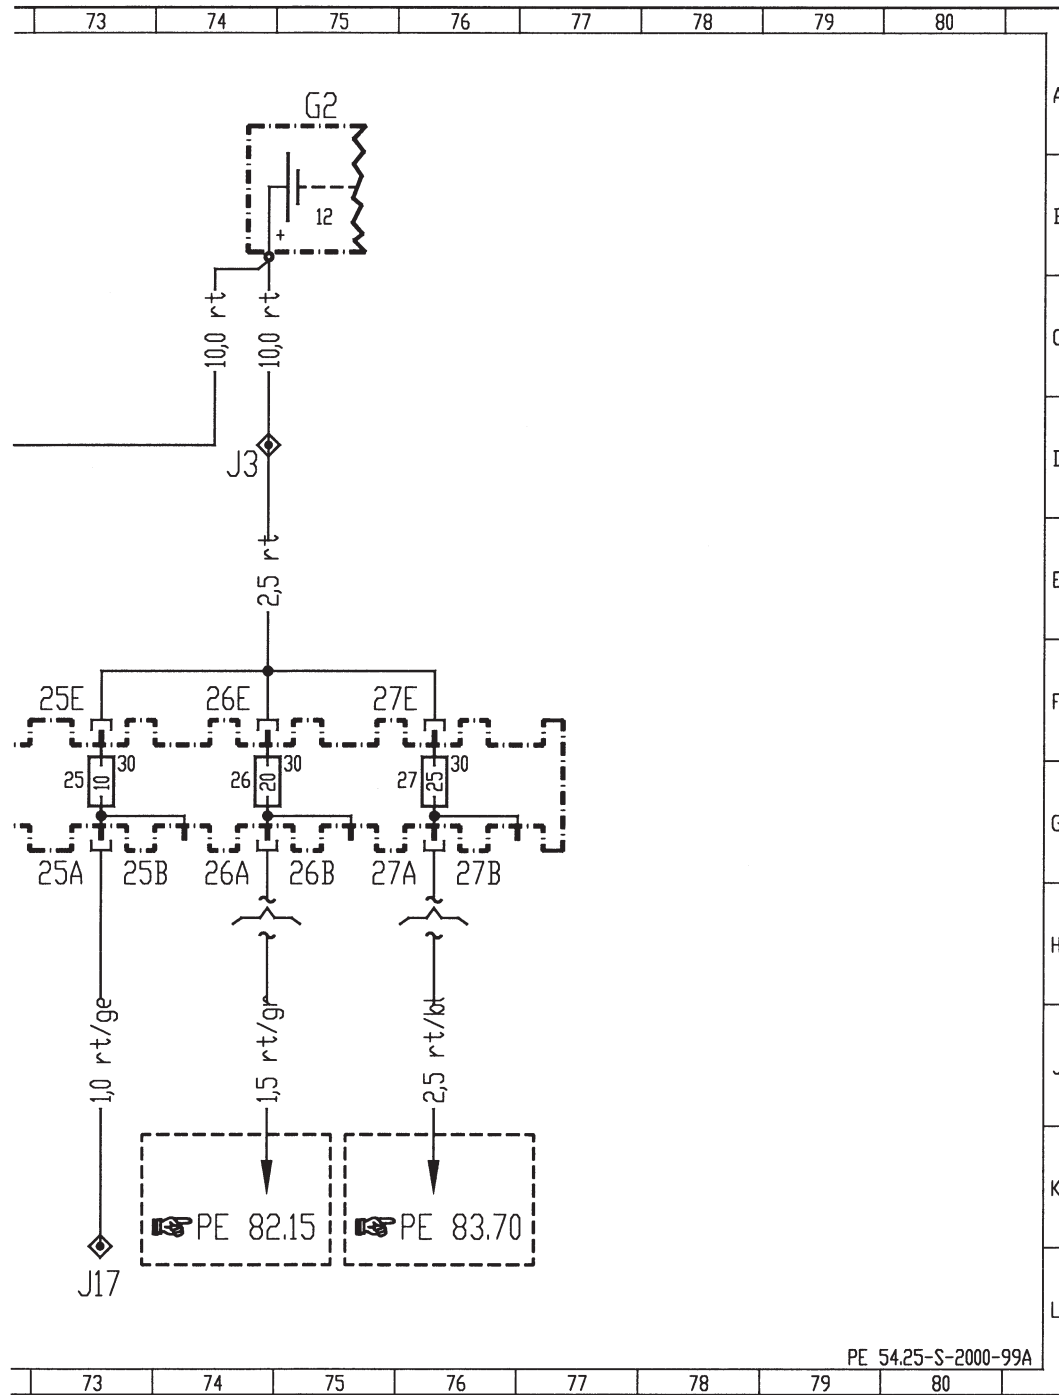 73 74 75 76 77 78 79 80
A
G2
12
+
10,0 rt 10,0 rt
J3
2,5 rt
E
F
25E 26E 27E
25 10 30 26 20 30 27 25 30
25A 25B 26A 26B 27A 27B
H
1,0 rt/ge 1,5 rt/gr 2,5 rt/bl
J
K
PE 82.15 PE 83.70
J17
L
PE 54.25-S-2000-99A
73 74 75 76 77 78 79 80